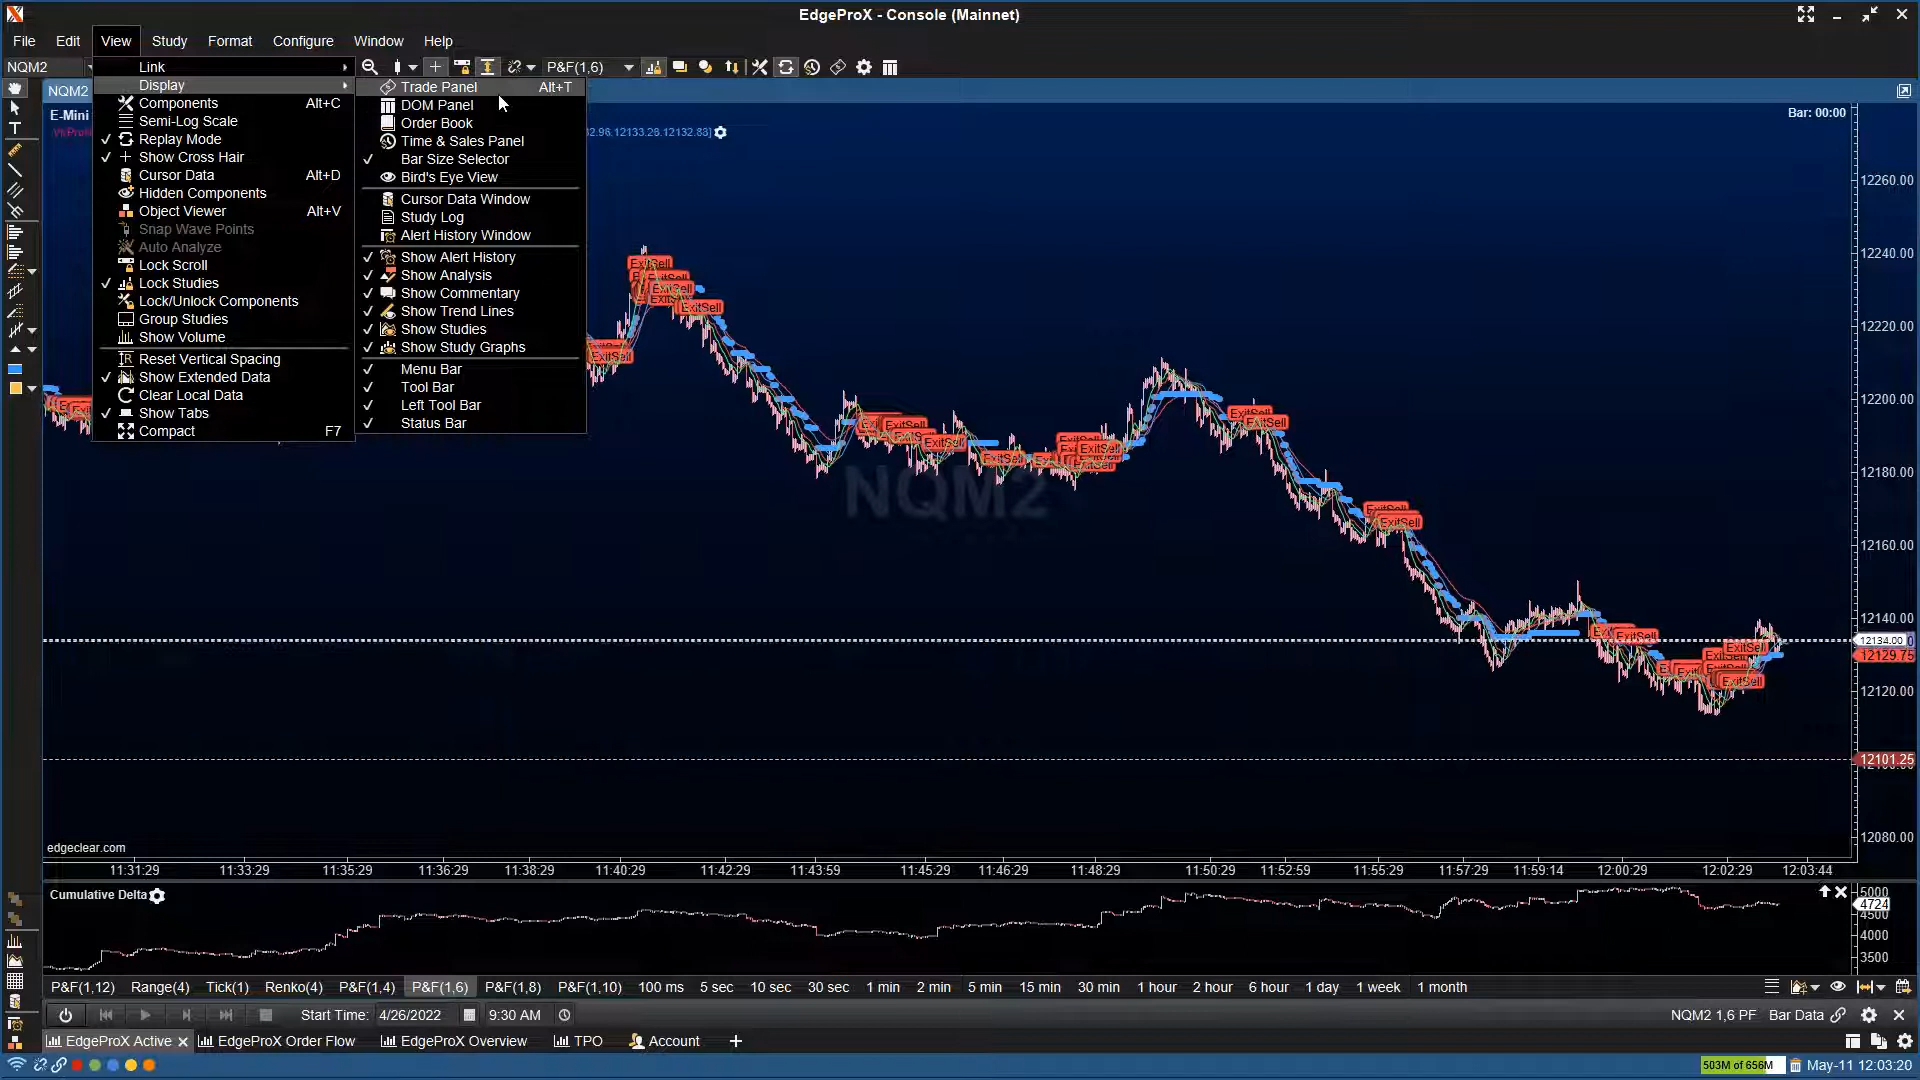 EdgeProX - Console (Mainnet)
File Edit View Study Format Configure Window Help
NQM2
P&F(1,6)
Link
Display
Components Alt+C
Semi-Log Scale
Replay Mode
Show Cross Hair
Cursor Data Alt+D
Hidden Components
Object Viewer Alt+V
Snap Wave Points
Auto Analyze
Lock Scroll
Lock Studies
Lock/Unlock Components
Group Studies
Show Volume
Reset Vertical Spacing
Show Extended Data
Clear Local Data
Show Tabs
Compact F7
Trade Panel Alt+T
DOM Panel
Order Book
Time & Sales Panel
Bar Size Selector
Bird's Eye View
Cursor Data Window
Study Log
Alert History Window
Show Alert History
Show Analysis
Show Commentary
Show Trend Lines
Show Studies
Show Study Graphs
Menu Bar
Tool Bar
Left Tool Bar
Status Bar
NQM2
E-Mini
Bar: 00:00
12260.00
12240.00
12220.00
12200.00
12180.00
12160.00
12140.00
12134.00
12129.75
12120.00
12101.25
12080.00
ExitSell
ExitSell
ExitSell
ExitSell
ExitSell
ExitSell
ExitSell
ExitSell
ExitSell
ExitSell
ExitSell
ExitSell
ExitSell
ExitSell
NQM2
edgeclear.com
11:31:29 11:33:29 11:35:29 11:36:29 11:38:29 11:40:29 11:42:29 11:43:59 11:45:29 11:46:29 11:48:29 11:50:29 11:52:59 11:55:29 11:57:29 11:59:14 12:00:29 12:02:29 12:03:44
Cumulative Delta
5000
4724
4500
4000
3500
P&F(1,12) Range(4) Tick(1) Renko(4) P&F(1,4) P&F(1,6) P&F(1,8) P&F(1,10) 100 ms 5 sec 10 sec 30 sec 1 min 2 min 5 min 15 min 30 min 1 hour 2 hour 6 hour 1 day 1 week 1 month
Start Time: 4/26/2022 9:30 AM NQM2 1,6 PF Bar Data
EdgeProX Active EdgeProX Order Flow EdgeProX Overview TPO Account
503M of 656M May-11 12:03:20